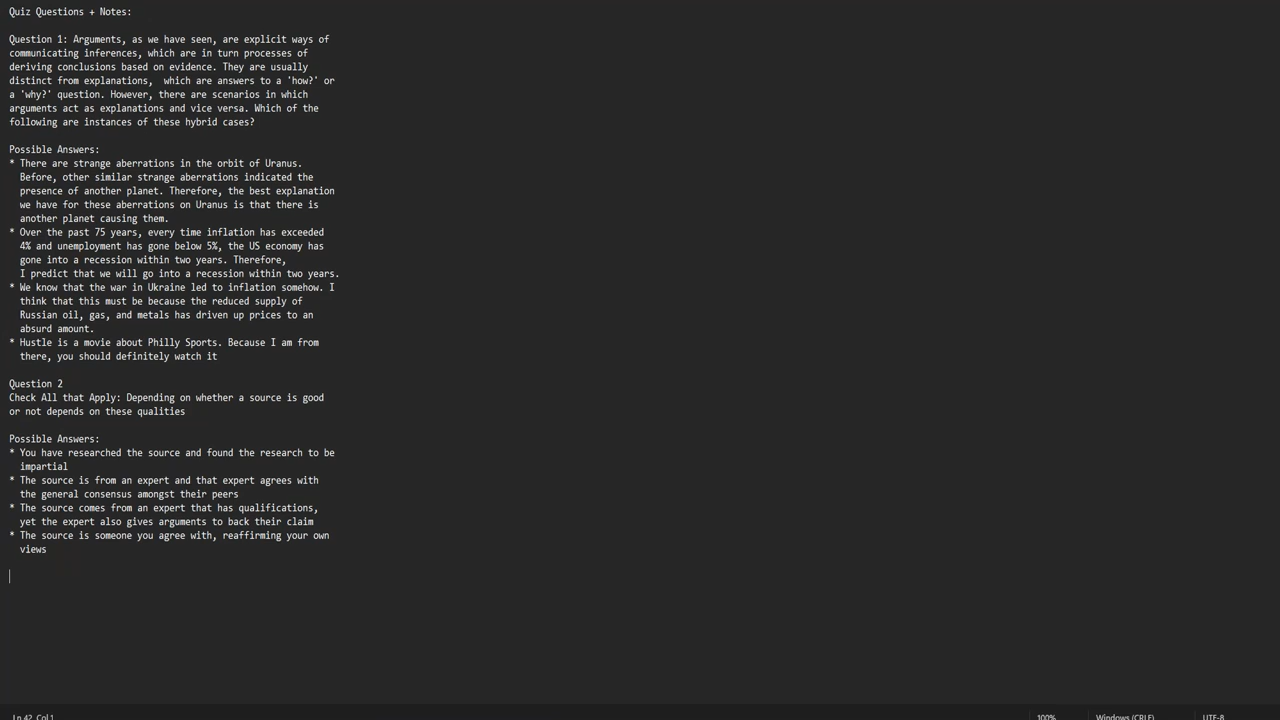 Quiz Questions + Notes:
Question 1: Arguments, as we have seen, are explicit ways of
communicating inferences, which are in turn processes of
deriving conclusions based on evidence. They are usually
distinct from explanations,  which are answers to a 'how?' or
a 'why?' question. However, there are scenarios in which
arguments act as explanations and vice versa. Which of the
following are instances of these hybrid cases?
Possible Answers:
* There are strange aberrations in the orbit of Uranus.
Before, other similar strange aberrations indicated the
presence of another planet. Therefore, the best explanation
we have for these aberrations on Uranus is that there is
another planet causing them.
* Over the past 75 years, every time inflation has exceeded
4% and unemployment has gone below 5%, the US economy has
gone into a recession within two years. Therefore,
I predict that we will go into a recession within two years.
* We know that the war in Ukraine led to inflation somehow. I
think that this must be because the reduced supply of
Russian oil, gas, and metals has driven up prices to an
absurd amount.
* Hustle is a movie about Philly Sports. Because I am from
there, you should definitely watch it
Question 2
Check All that Apply: Depending on whether a source is good
or not depends on these qualities
Possible Answers:
* You have researched the source and found the research to be
impartial
* The source is from an expert and that expert agrees with
the general consensus amongst their peers
* The source comes from an expert that has qualifications,
yet the expert also gives arguments to back their claim
* The source is someone you agree with, reaffirming your own
views
Ln 42, Col 1 100% Windows (CRLF) UTF-8